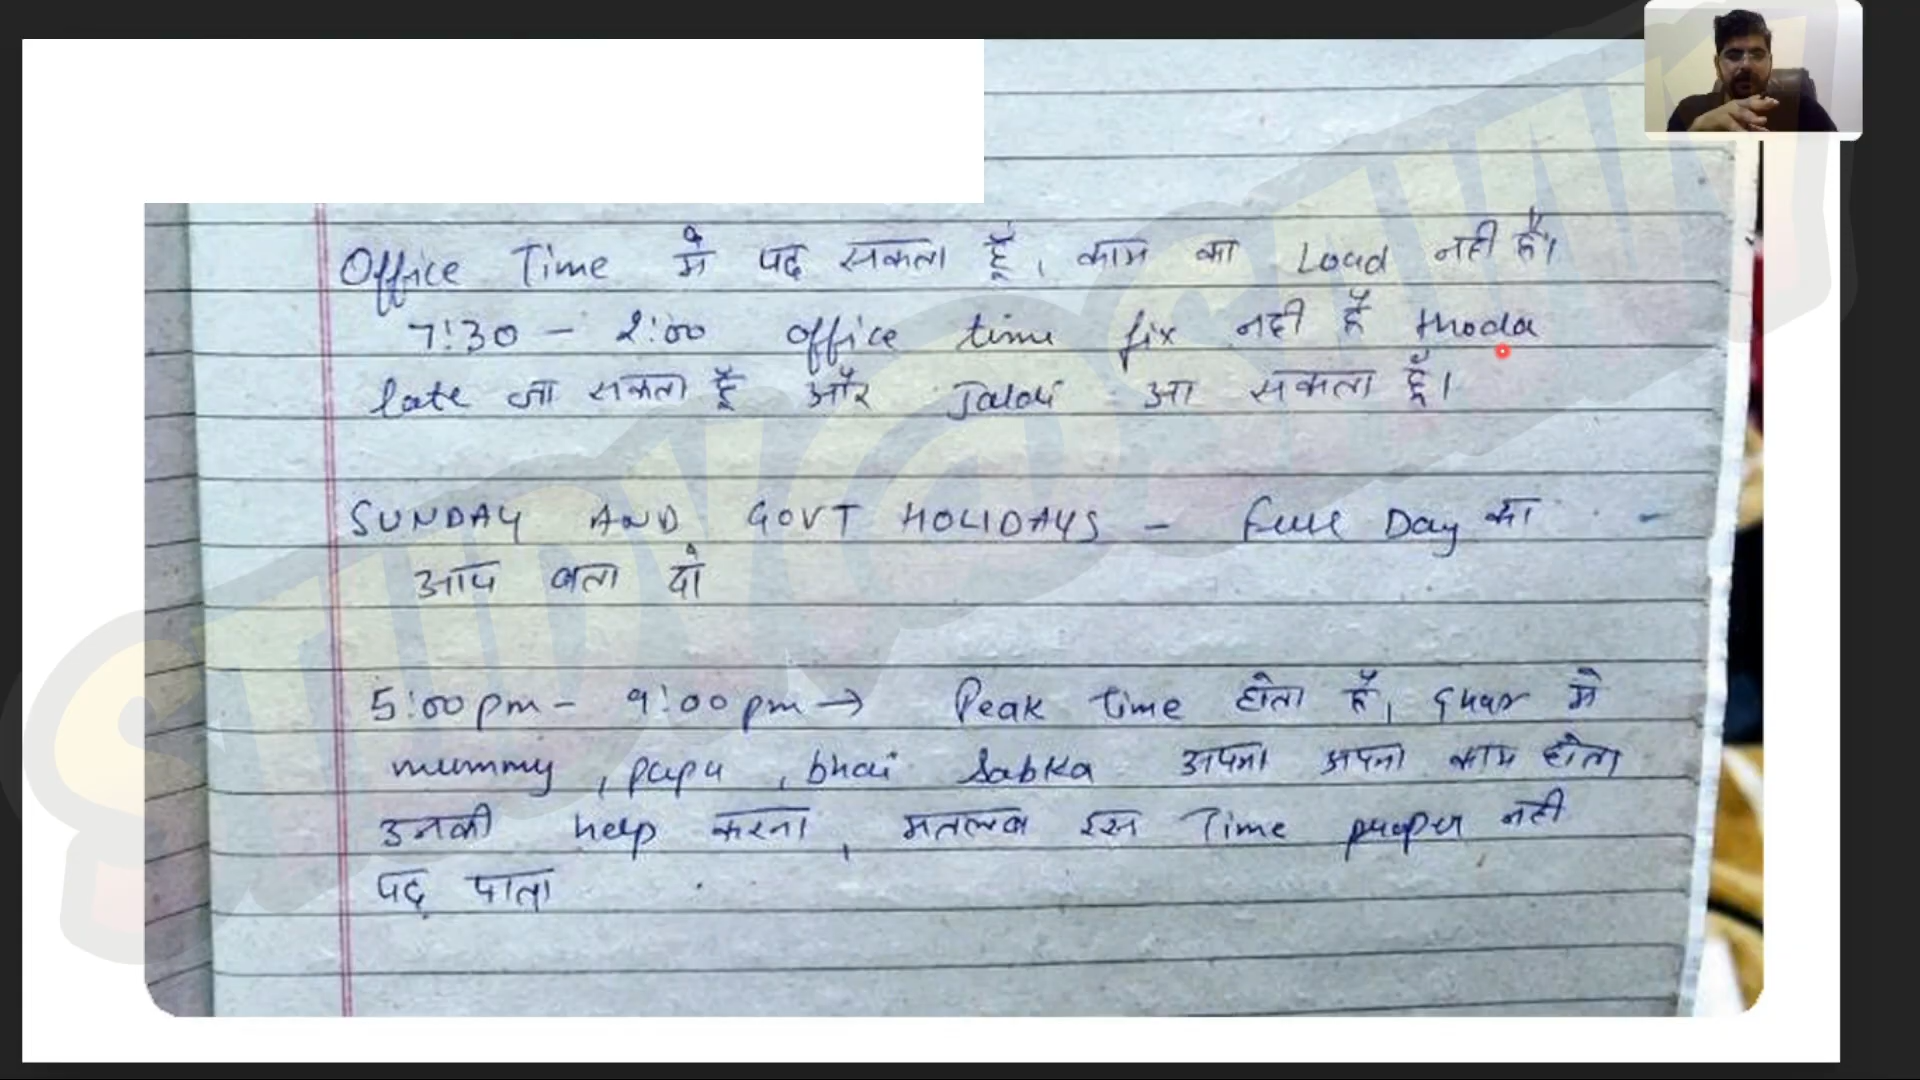 Office Time मे पढ सकता हूँ, काम का Load नही है।
7:30 - 2:00 office time fix नही है thoda
late जा सकता हूँ और Jaldi आ सकता हूँ।
SUNDAY AND GOVT HOLIDAYS - Full Day का -
आप बता दो
5:00pm - 9:00pm → Peak time होता है, Ghar मे
mummy, papa, bhai Sabka अपना अपना काम होता
उनकी help करना, मतलब इस Time proper नही
पढ़ पाता